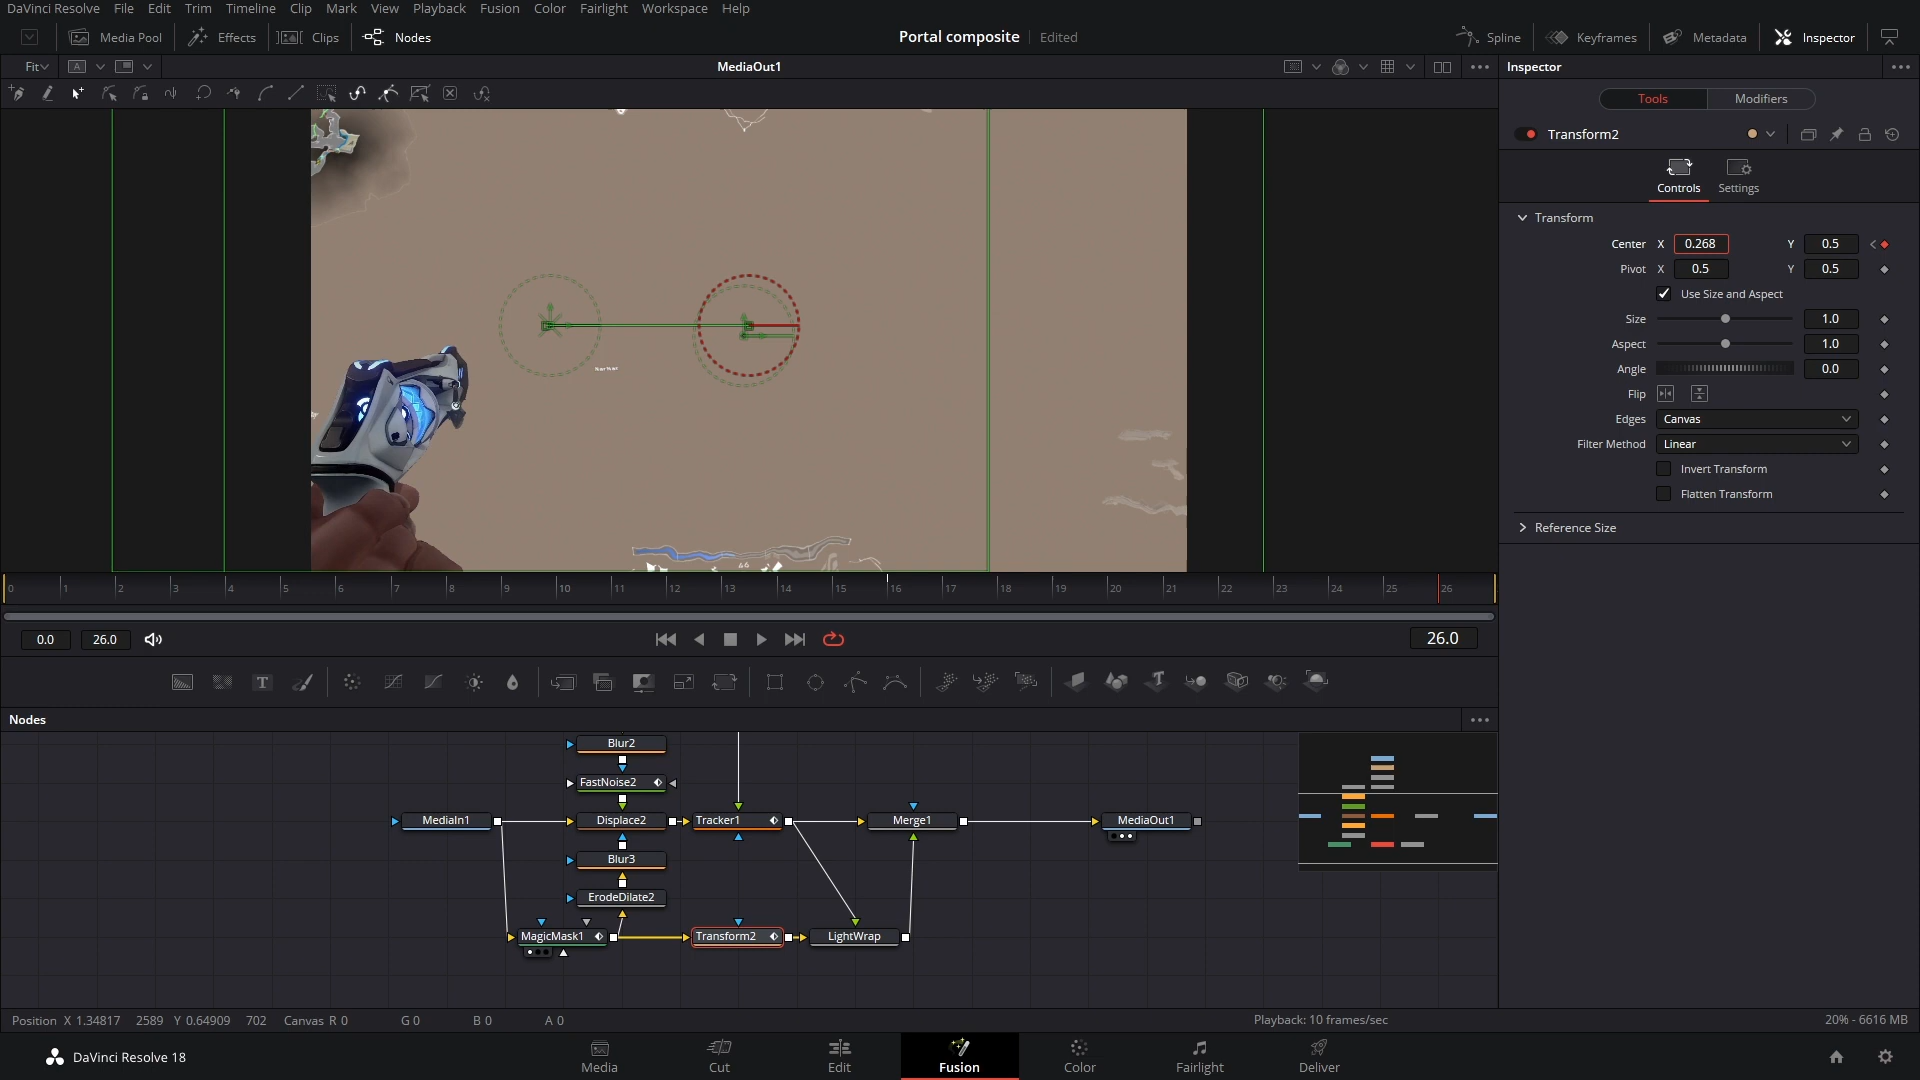 DaVinci Resolve File Edit Trim Timeline Clip Mark View Playback Fusion Color Fairlight Workspace Help
Media Pool Effects Clips Nodes Portal composite Edited Spline Keyframes Metadata Inspector
Fit A MediaOut1 Inspector
Tools Modifiers
Transform2
Controls Settings
Transform
Center X 0.268 Y 0.5
Pivot X 0.5 Y 0.5
Use Size and Aspect
Size 1.0
Aspect 1.0
Angle 0.0
Flip
Edges Canvas
Filter Method Linear
Invert Transform
Flatten Transform
Reference Size
0 1 2 3 4 5 6 7 8 9 10 11 12 13 14 15 16 17 18 19 20 21 22 23 24 25 26
0.0 26.0 26.0
T T
Nodes
Blur2
FastNoise2
MediaIn1 Displace2 Tracker1 Merge1 MediaOut1
Blur3
ErodeDilate2
MagicMask1 Transform2 LightWrap
Position X 1.34817 2589 Y 0.64909 702 Canvas R 0 G 0 B 0 A 0 Playback: 10 frames/sec 20% - 6616 MB
DaVinci Resolve 18 Media Cut Edit Fusion Color Fairlight Deliver